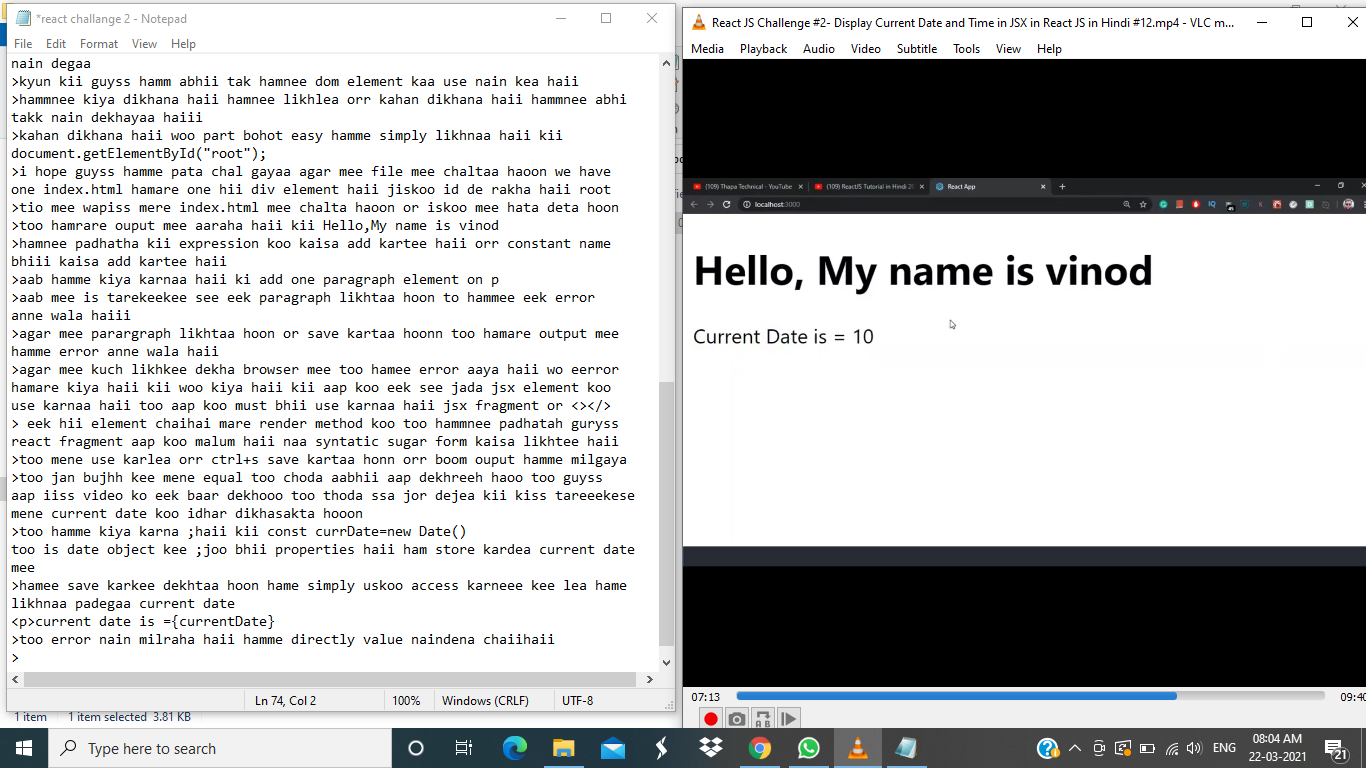 *react challange 2 - Notepad
File Edit Format View Help
nain degaa
>kyun kii guyss hamm abhii tak hamnee dom element kaa use nain kea haii
>hammnee kiya dikhana haii hamnee likhlea orr kahan dikhana haii hammnee abhi
takk nain dekhayaa haiii
>kahan dikhana haii woo part bohot easy hamme simply likhnaa haii kii
document.getElementById("root");
>i hope guyss hamme pata chal gayaa agar mee file mee chaltaa haoon we have
one index.html hamare one hii div element haii jiskoo id de rakha haii root
>tio mee wapiss mere index.html mee chalta haoon or iskoo mee hata deta hoon
>too hamrare ouput mee aaraha haii kii Hello,My name is vinod
>hamnee padhatha kii expression koo kaisa add kartee haii orr constant name
bhiii kaisa add kartee haii
>aab hamme kiya karnaa haii ki add one paragraph element on p
>aab mee is tarekeekee see eek paragraph likhtaa hoon to hammee eek error
anne wala haiii
>agar mee parargraph likhtaa hoon or save kartaa hoonn too hamare output mee
hamme error anne wala haii
>agar mee kuch likhkee dekha browser mee too hamee error aaya haii wo eerror
hamare kiya haii kii woo kiya haii kii aap koo eek see jada jsx element koo
use karnaa haii too aap koo must bhii use karnaa haii jsx fragment or <></>
> eek hii element chaihai mare render method koo too hammnee padhatah guryss
react fragment aap koo malum haii naa syntatic sugar form kaisa likhtee haii
>too mene use karlea orr ctrl+s save kartaa honn orr boom ouput hamme milgaya
>too jan bujhh kee mene equal too choda aabhii aap dekhreeh haoo too guyss
aap iiss video ko eek baar dekhooo too thoda ssa jor dejea kii kiss tareeekese
mene current date koo idhar dikhasakta hooon
>too hamme kiya karna ;haii kii const currDate=new Date()
too is date object kee ;joo bhii properties haii ham store kardea current date
mee
>hamee save karkee dekhtaa hoon hame simply uskoo access karneee kee lea hame
likhnaa padegaa current date
<p>current date is ={currentDate}
>too error nain milraha haii hamme directly value naindena chaiihaii
>
Ln 74, Col 2 100% Windows (CRLF) UTF-8
1 item 1 item selected 3.81 KB
React JS Challenge #2- Display Current Date and Time in JSX in React JS in Hindi #12.mp4 - VLC m...
Media Playback Audio Video Subtitle Tools View Help
(109) Thapa Technical - YouTube (109) ReactJS Tutorial in Hindi React App
localhost:3000
Hello, My name is vinod
Current Date is = 10
07:13 09:40
Type here to search
ENG
08:04 AM
22-03-2021
21